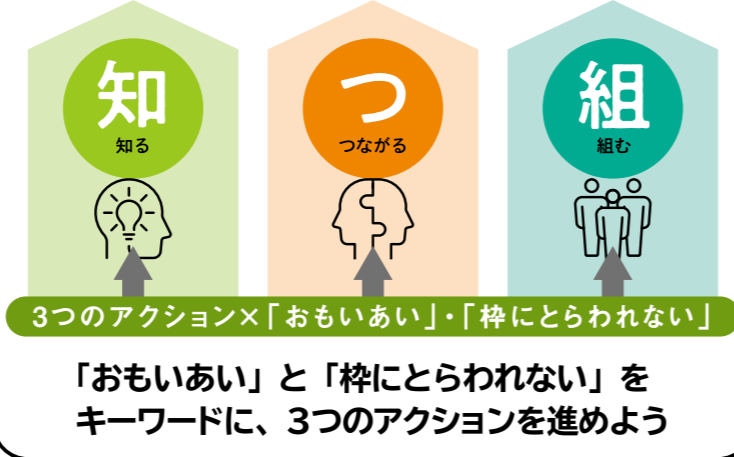 知
知る
つ
つながる
組
組む
3つのアクション×「おもいあい」・「枠にとらわれない」
「おもいあい」と「枠にとらわれない」を
キーワードに、3つのアクションを進めよう